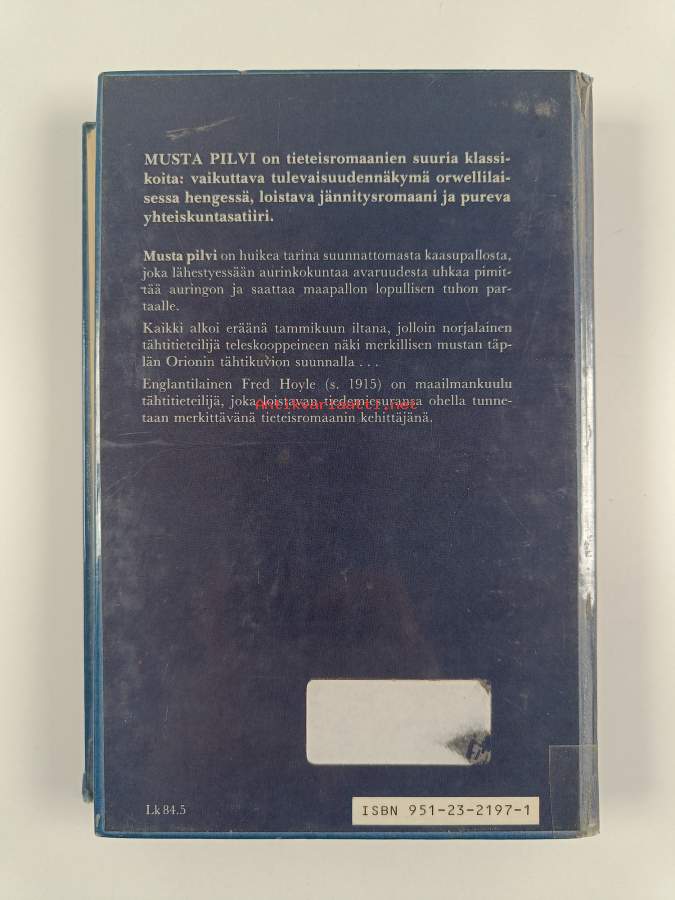 MUSTA PILVI on tieteisromaanien suuria klassi-
koita: vaikuttava tulevaisuudennäkymä orwellilai-
sessa hengessä, loistava jännitysromaani ja pureva
yhteiskuntasatiiri.
Musta pilvi on huikea tarina suunnattomasta kaasupallosta,
joka lähestyessään aurinkokuntaa avaruudesta uhkaa pimit-
tää auringon ja saattaa maapallon lopullisen tuhon par-
taalle.
Kaikki alkoi eräänä tammikuun iltana, jolloin norjalainen
tähtitieteilijä teleskooppeineen näki merkillisen mustan täp-
län Orionin tähtikuvion suunnalla . . .
Englantilainen Fred Hoyle (s. 1915) on maailmankuulu
tähtitieteilijä, joka loistavan tiedemiesuransa ohella tunne-
taan merkittävänä tieteisromaanin kehittäjänä.
Antikvariaatti.net
Lk 84.5
ISBN 951-23-2197-1